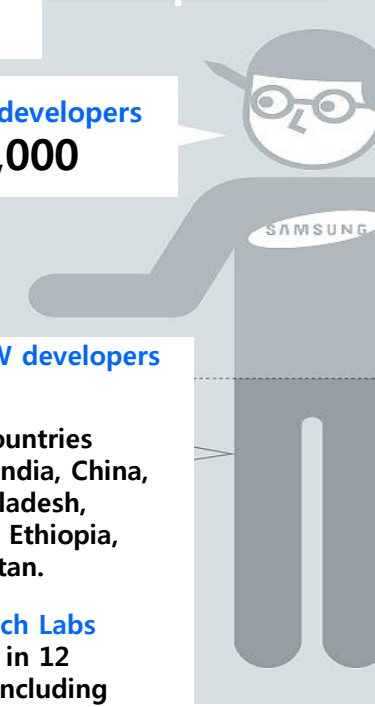 developers
,000
SAMSUNG
W developers
ountries
ndia, China,
ladesh,
Ethiopia,
tan.
ch Labs
in 12
ncluding